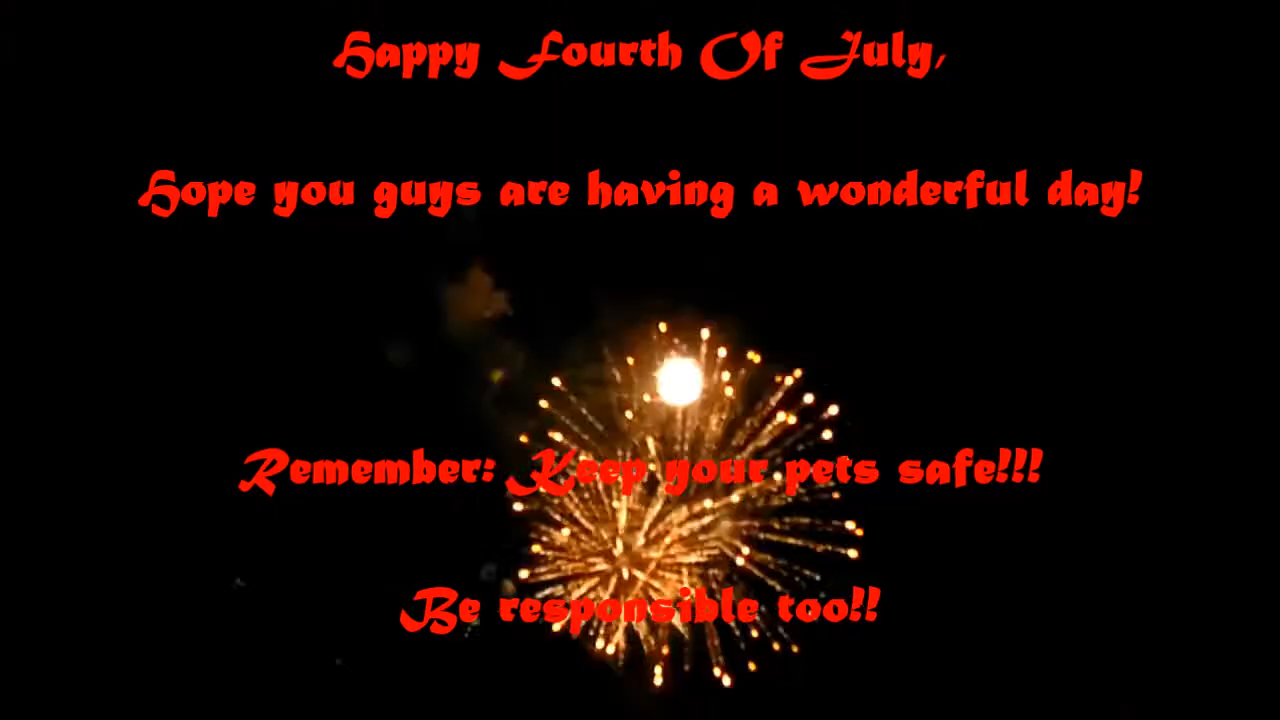 Happy Fourth Of July,
Hope you guys are having a wonderful day!
Remember: Keep your pets safe!!!
Be responsible too!!